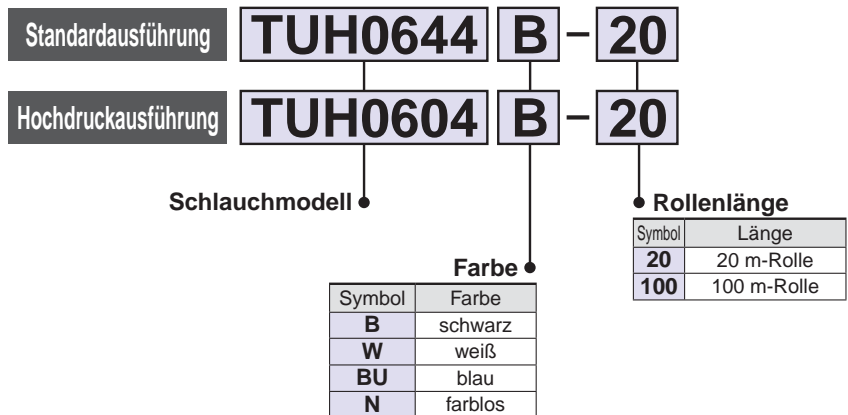 Standardausführung TUH0644 B - 20
Hochdruckausführung TUH0604 B - 20
Schlauchmodell
Rollenlänge
Symbol Länge
20 20 m-Rolle
100 100 m-Rolle
Farbe
Symbol Farbe
B schwarz
W weiß
BU blau
N farblos